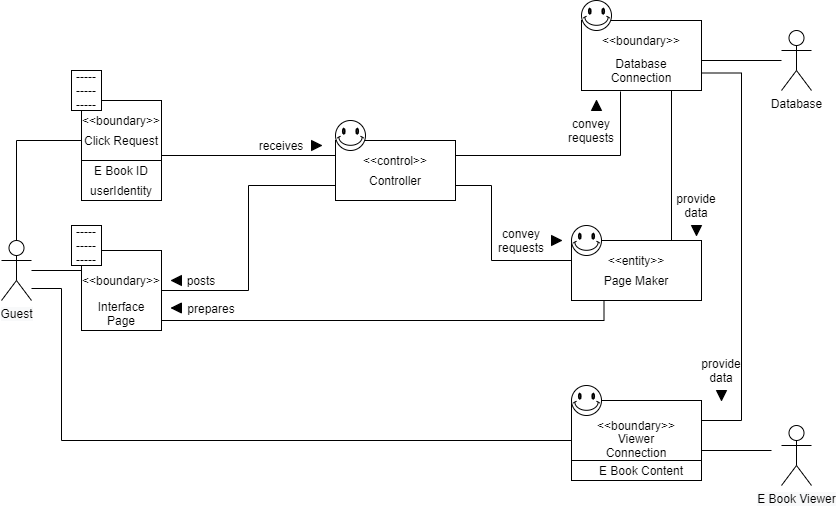 <<boundary>>
Database
Connection
Database
-----
-----
-----
<<boundary>>
Click Request
E Book ID
userIdentity
receives
<<control>>
Controller
convey
requests
provide
data
-----
-----
-----
<<boundary>>
Interface
Page
Guest
posts
prepares
convey
requests
<<entity>>
Page Maker
provide
data
<<boundary>>
Viewer
Connection
E Book Content
E Book Viewer